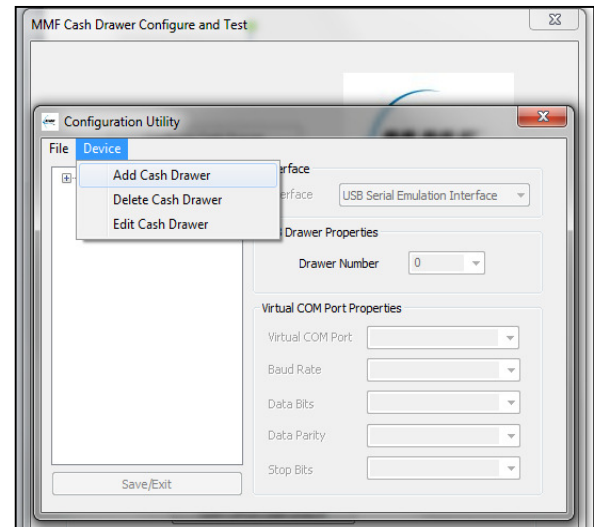 MMF Cash Drawer Configure and Test
Configuration Utility
File Device
Add Cash Drawer
Delete Cash Drawer
Edit Cash Drawer
USB Serial Emulation Interface
Drawer Properties
Drawer Number 0
Virtual COM Port Properties
Virtual COM Port
Baud Rate
Data Bits
Data Parity
Stop Bits
Save/Exit